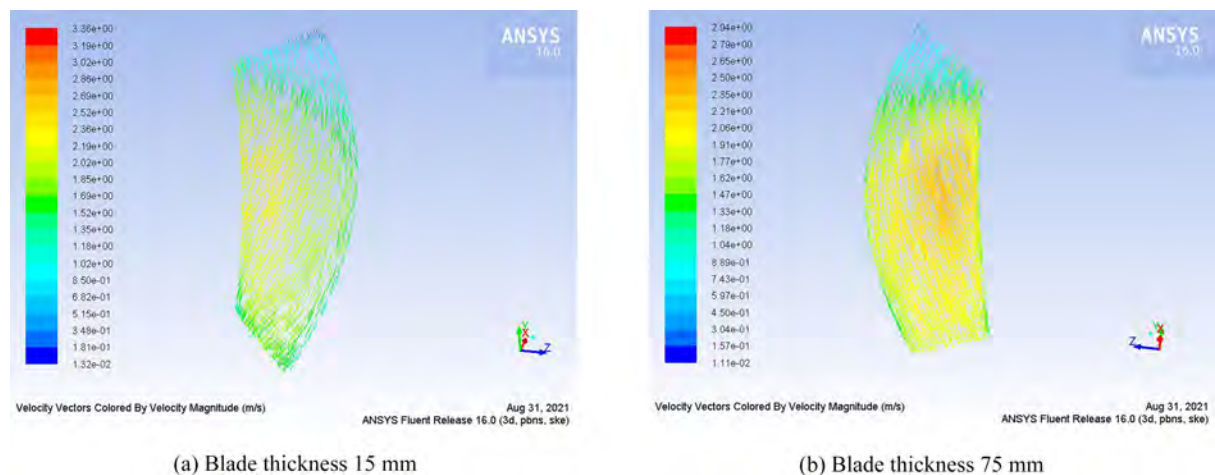 3.36e+00
3.19e+00
3.02e+00
2.86e+00
2.69e+00
2.52e+00
2.36e+00
2.19e+00
2.02e+00
1.85e+00
1.69e+00
1.52e+00
1.35e+00
1.18e+00
1.02e+00
8.50e-01
6.82e-01
5.15e-01
3.48e-01
1.81e-01
1.32e-02
ANSYS
16.0
Y
X
Z
Velocity Vectors Colored By Velocity Magnitude (m/s)
Aug 31, 2021
ANSYS Fluent Release 16.0 (3d, pbns, ske)
(a) Blade thickness 15 mm
2.94e+00
2.79e+00
2.65e+00
2.50e+00
2.35e+00
2.21e+00
2.06e+00
1.91e+00
1.77e+00
1.62e+00
1.47e+00
1.33e+00
1.18e+00
1.04e+00
8.89e-01
7.43e-01
5.97e-01
4.50e-01
3.04e-01
1.57e-01
1.11e-02
ANSYS
16.0
Y
X
Z
Velocity Vectors Colored By Velocity Magnitude (m/s)
Aug 31, 2021
ANSYS Fluent Release 16.0 (3d, pbns, ske)
(b) Blade thickness 75 mm